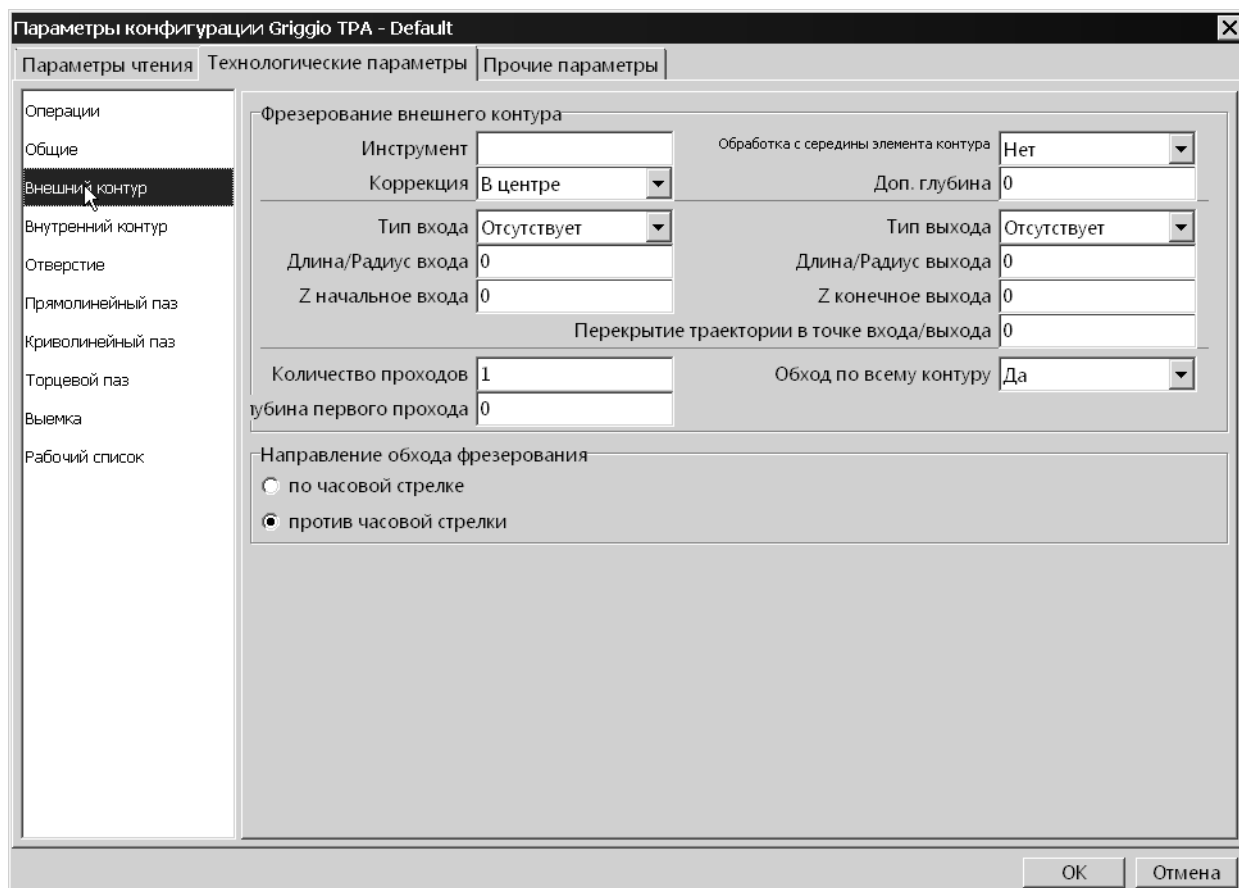 Параметры конфигурации Griggio TPA - Default
Параметры чтения Технологические параметры Прочие параметры
Операции
Общие
Внешний контур
Внутренний контур
Отверстие
Прямолинейный паз
Криволинейный паз
Торцевой паз
Выемка
Рабочий список
Фрезерование внешнего контура
Инструмент
Обработка с середины элемента контура Нет
Коррекция В центре
Доп. глубина 0
Тип входа Отсутствует
Тип выхода Отсутствует
Длина/Радиус входа 0
Длина/Радиус выхода 0
Z начальное входа 0
Z конечное выхода 0
Перекрытие траектории в точке входа/выхода 0
Количество проходов 1
Обход по всему контуру Да
лубина первого прохода 0
Направление обхода фрезерования
по часовой стрелке
против часовой стрелки
OK Отмена